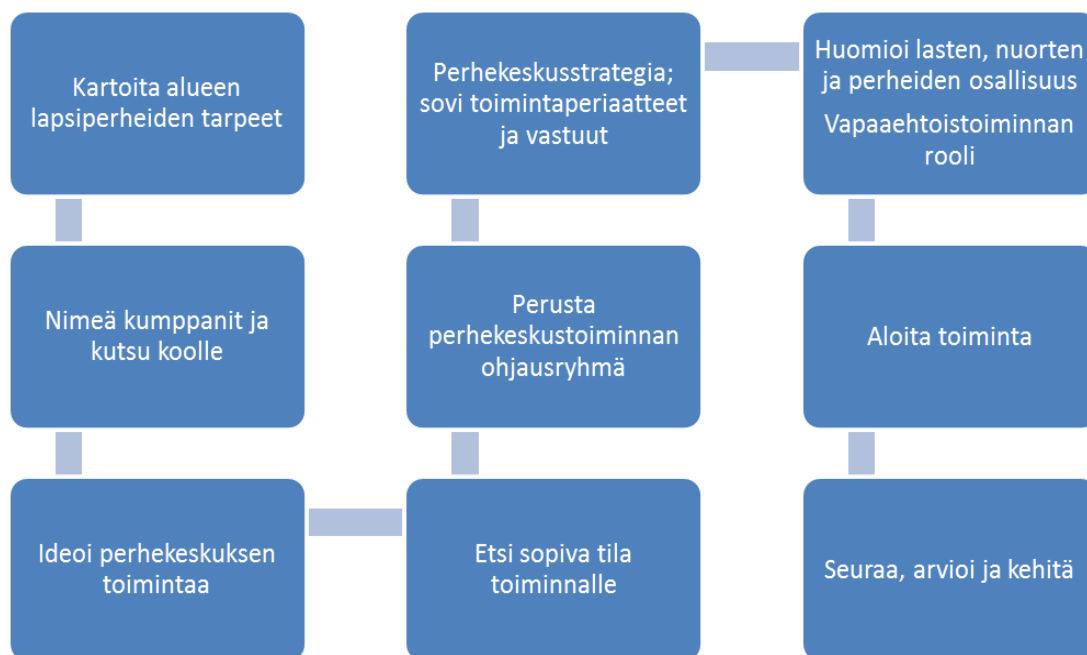 Kartoita alueen
lapsiperheiden tarpeet
Nimeä kumppanit ja
kutsu koolle
Ideoi perhekeskuksen
toimintaa
Etsi sopiva tila
toiminnalle
Perusta
perhekeskustoiminnan
ohjausryhmä
Perhekeskusstrategia;
sovi toimintaperiaatteet
ja vastuut
Huomioi lasten, nuorten
ja perheiden osallisuus
Vapaaehtoistoiminnan
rooli
Aloita toiminta
Seuraa, arvioi ja kehitä